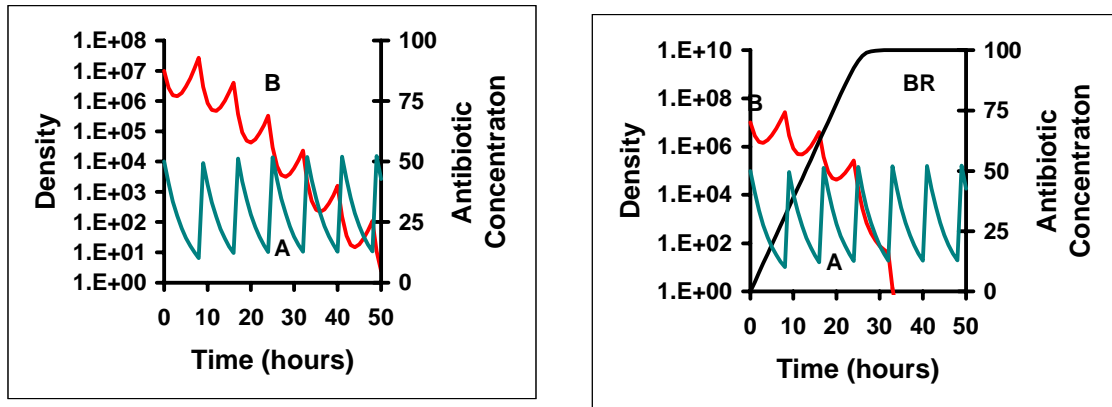 1.E+08
1.E+07
1.E+06
1.E+05
1.E+04
1.E+03
1.E+02
1.E+01
1.E+00
Density
B
A
100
75
50
25
0
Antibiotic
Concentraton
0 10 20 30 40 50
Time (hours)
1.E+10
1.E+08
1.E+06
1.E+04
1.E+02
1.E+00
Density
B
BR
A
100
75
50
25
0
Antibiotic
Concentraton
0 10 20 30 40 50
Time (hours)